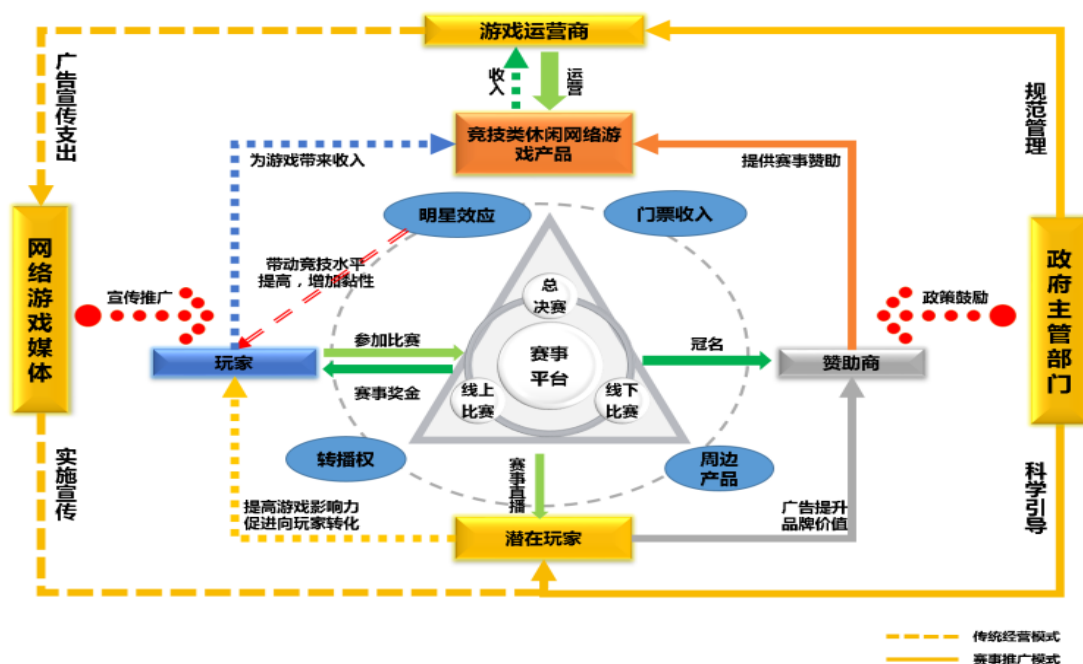 游戏运营商
收入
运营
广告宣传支出
规范管理
竞技类休闲网络游
戏产品
为游戏带来收入
提供赛事赞助
明星效应
门票收入
网络游戏媒体
政府主管部门
带动竞技水平
提高，增加黏性
总
决赛
宣传推广
政策鼓励
参加比赛
冠名
玩家
赛事
平台
赞助商
赛事奖金
线上
比赛
线下
比赛
转播权
周边
产品
赛事直播
实施宣传
科学引导
提高游戏影响力
促进向玩家转化
广告提升
品牌价值
潜在玩家
传统经营模式
赛事推广模式